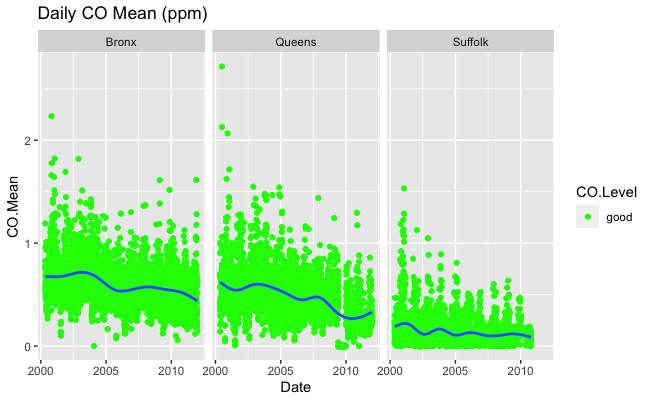 Daily CO Mean (ppm)
Bronx Queens Suffolk
CO.Mean
2
1
0
2000 2005 2010 2000 2005 2010 2000 2005 2010
Date
CO.Level
good